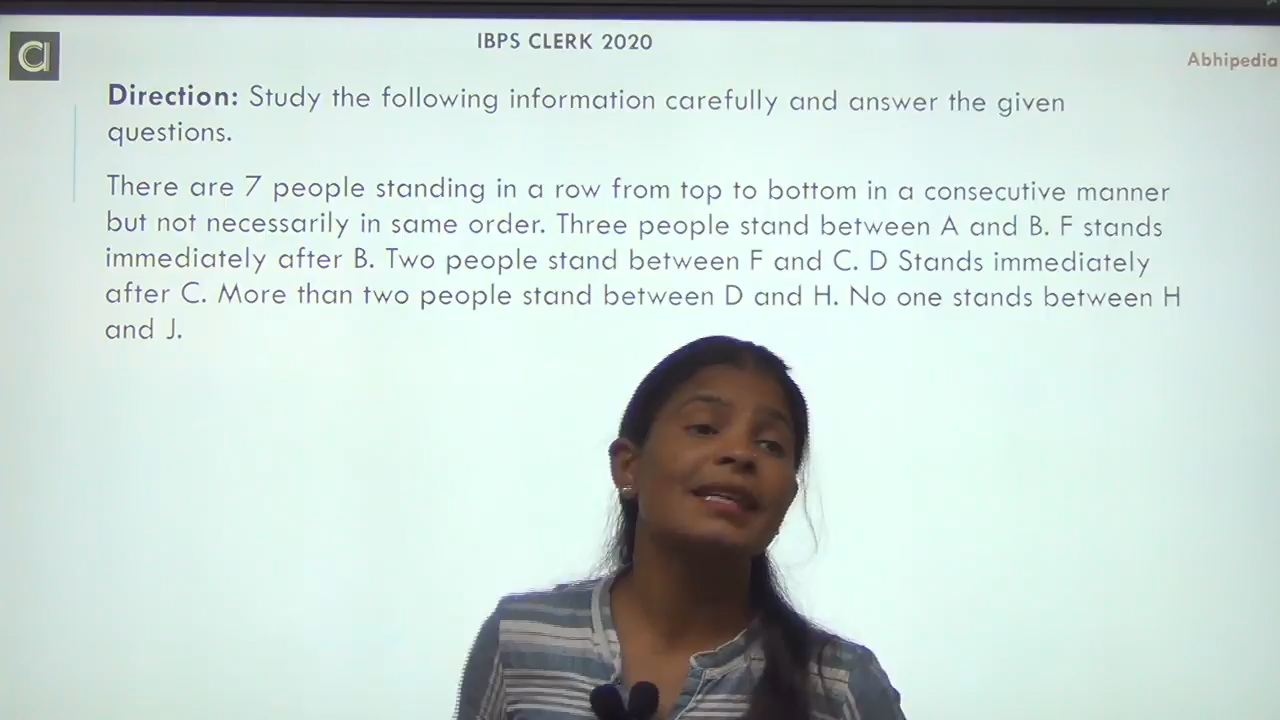 IBPS CLERK 2020
Abhipedia
Direction: Study the following information carefully and answer the given
questions.
There are 7 people standing in a row from top to bottom in a consecutive manner
but not necessarily in same order. Three people stand between A and B. F stands
immediately after B. Two people stand between F and C. D Stands immediately
after C. More than two people stand between D and H. No one stands between H
and J.